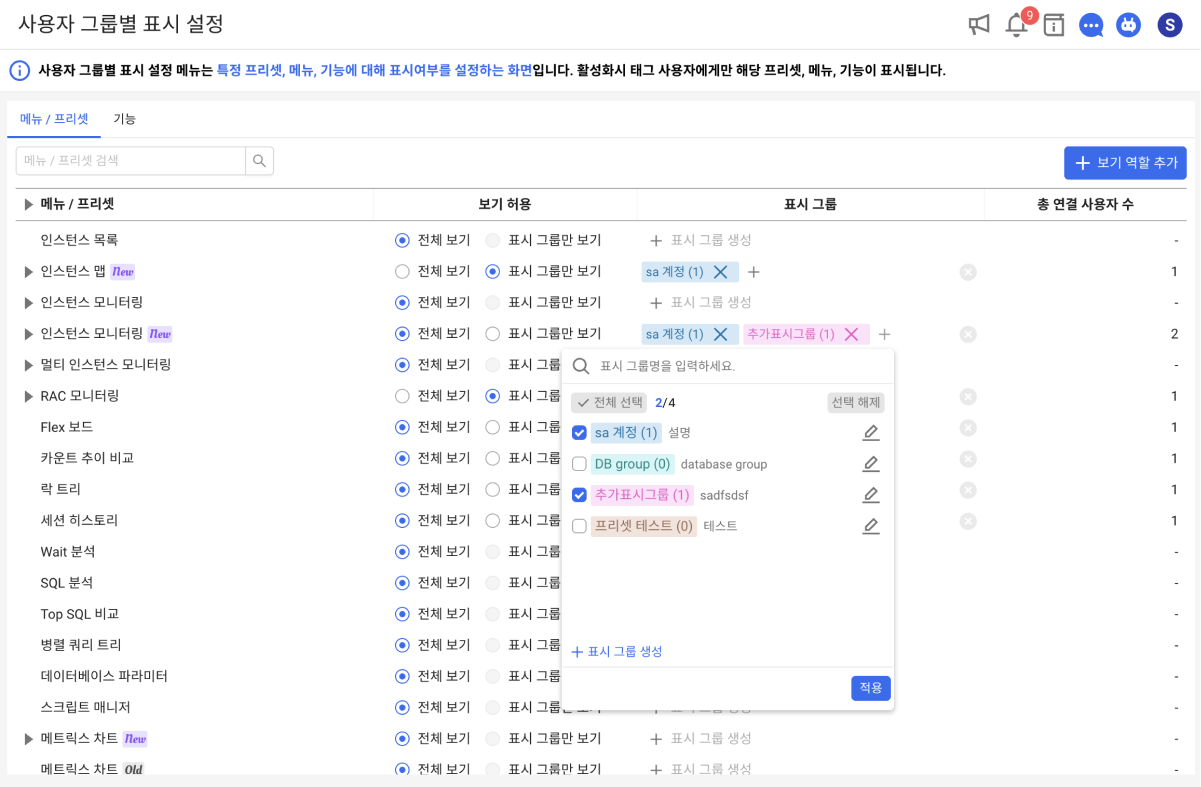 사용자 그룹별 표시 설정 9 S
사용자 그룹별 표시 설정 메뉴는 특정 프리셋, 메뉴, 기능에 대해 표시여부를 설정하는 화면입니다. 활성화시 태그 사용자에게만 해당 프리셋, 메뉴, 기능이 표시됩니다.
메뉴 / 프리셋 기능
메뉴 / 프리셋 검색 보기 역할 추가
메뉴 / 프리셋 보기 허용 표시 그룹 총 연결 사용자 수
인스턴스 목록 전체 보기 표시 그룹만 보기 + 표시 그룹 생성 -
인스턴스 맵 New 전체 보기 표시 그룹만 보기 sa 계정 (1) + 1
인스턴스 모니터링 전체 보기 표시 그룹만 보기 + 표시 그룹 생성 -
인스턴스 모니터링 New 전체 보기 표시 그룹만 보기 sa 계정 (1) 추가표시그룹 (1) + 2
멀티 인스턴스 모니터링 전체 보기 표시 그룹 -
표시 그룹명을 입력하세요.
RAC 모니터링 전체 보기 표시 그룹 1
전체 선택 2/4 선택 해제
Flex 보드 전체 보기 표시 그룹 1
sa 계정 (1) 설명
카운트 추이 비교 전체 보기 표시 그룹 1
DB group (0) database group
락 트리 전체 보기 표시 그룹 1
추가표시그룹 (1) sadfsdsf
세션 히스토리 전체 보기 표시 그룹 1
프리셋 테스트 (0) 테스트
Wait 분석 전체 보기 표시 그룹 -
SQL 분석 전체 보기 표시 그룹 -
Top SQL 비교 전체 보기 표시 그룹 -
병렬 쿼리 트리 전체 보기 표시 그룹 -
+ 표시 그룹 생성
데이터베이스 파라미터 전체 보기 표시 그룹 -
적용
스크립트 매니저 전체 보기 표시 그룹 -
메트릭스 차트 New 전체 보기 표시 그룹만 보기 + 표시 그룹 생성 -
메트릭스 차트 Old 전체 보기 표시 그룹만 보기 + 표시 그룹 생성 -